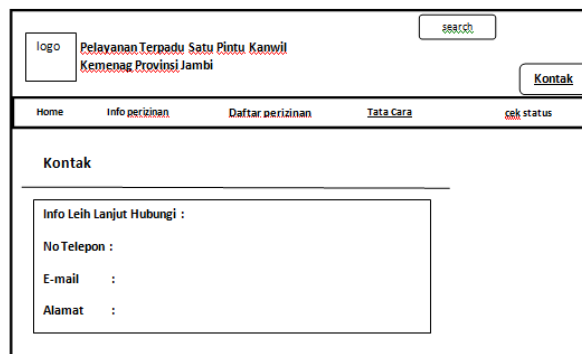 search
logo
Pelayanan Terpadu Satu Pintu Kanwil
Kemenag Provinsi Jambi
Kontak
Home Info perizinan Daftar perizinan Tata Cara cek status
Kontak
Info Leih Lanjut Hubungi :
No Telepon :
E-mail :
Alamat :